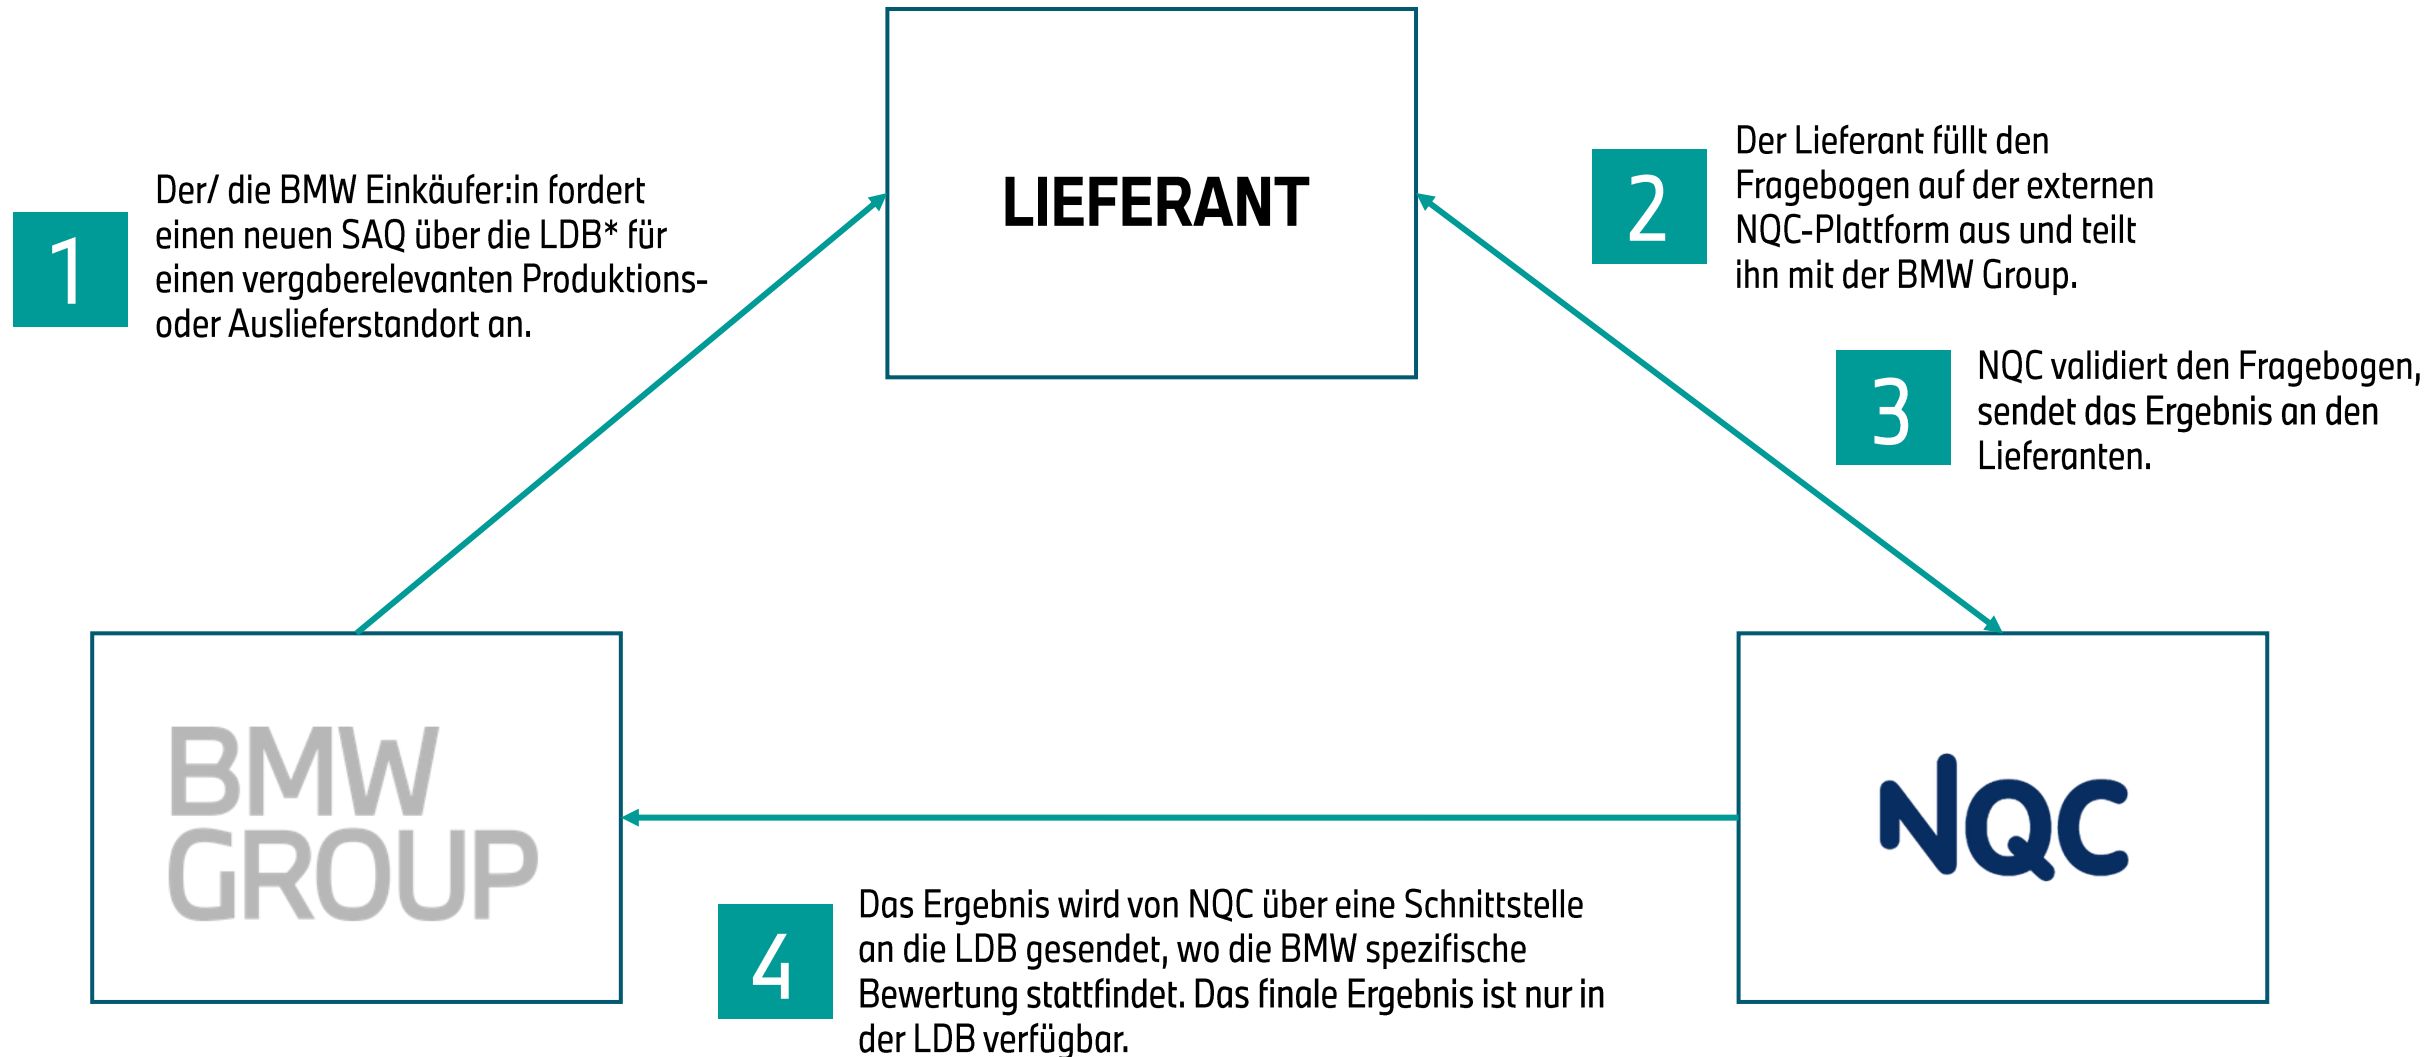 LIEFERANT
1
Der/ die BMW Einkäufer:in fordert
einen neuen SAQ über die LDB* für
einen vergaberelevanten Produktions-
oder Auslieferstandort an.
2
Der Lieferant füllt den
Fragebogen auf der externen
NQC-Plattform aus und teilt
ihn mit der BMW Group.
3
NQC validiert den Fragebogen,
sendet das Ergebnis an den
Lieferanten.
BMW
GROUP
NQC
4
Das Ergebnis wird von NQC über eine Schnittstelle
an die LDB gesendet, wo die BMW spezifische
Bewertung stattfindet. Das finale Ergebnis ist nur in
der LDB verfügbar.